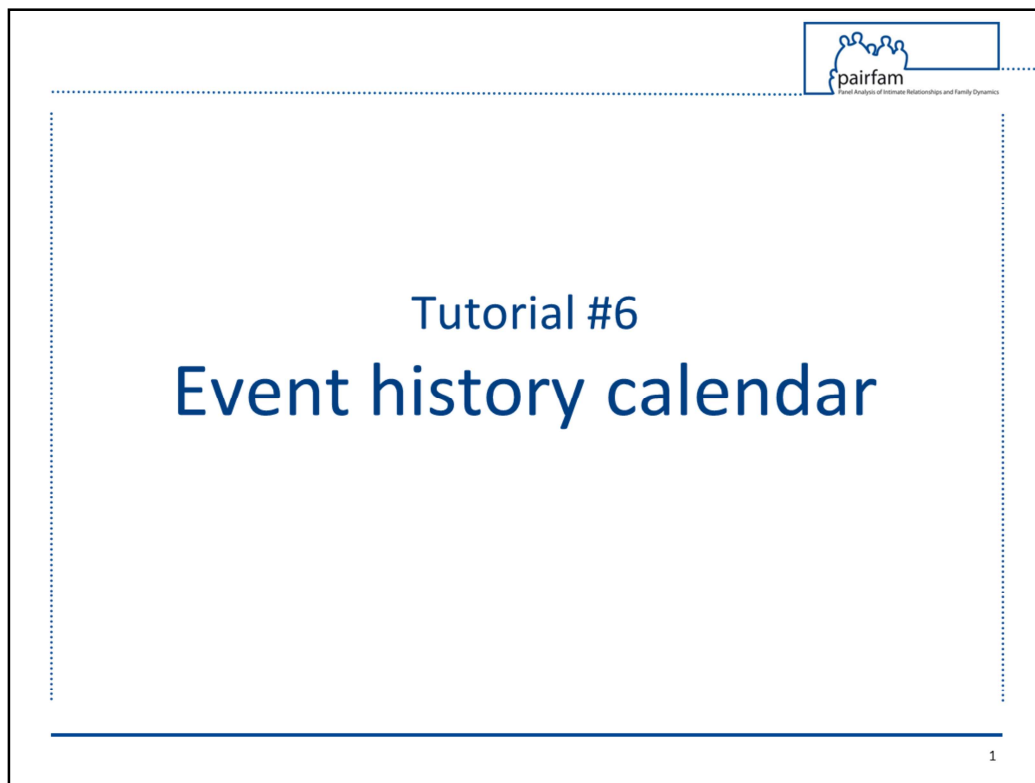 pairfam
Panel Analysis of Intimate Relationships and Family Dynamics
Tutorial #6
Event history calendar
1